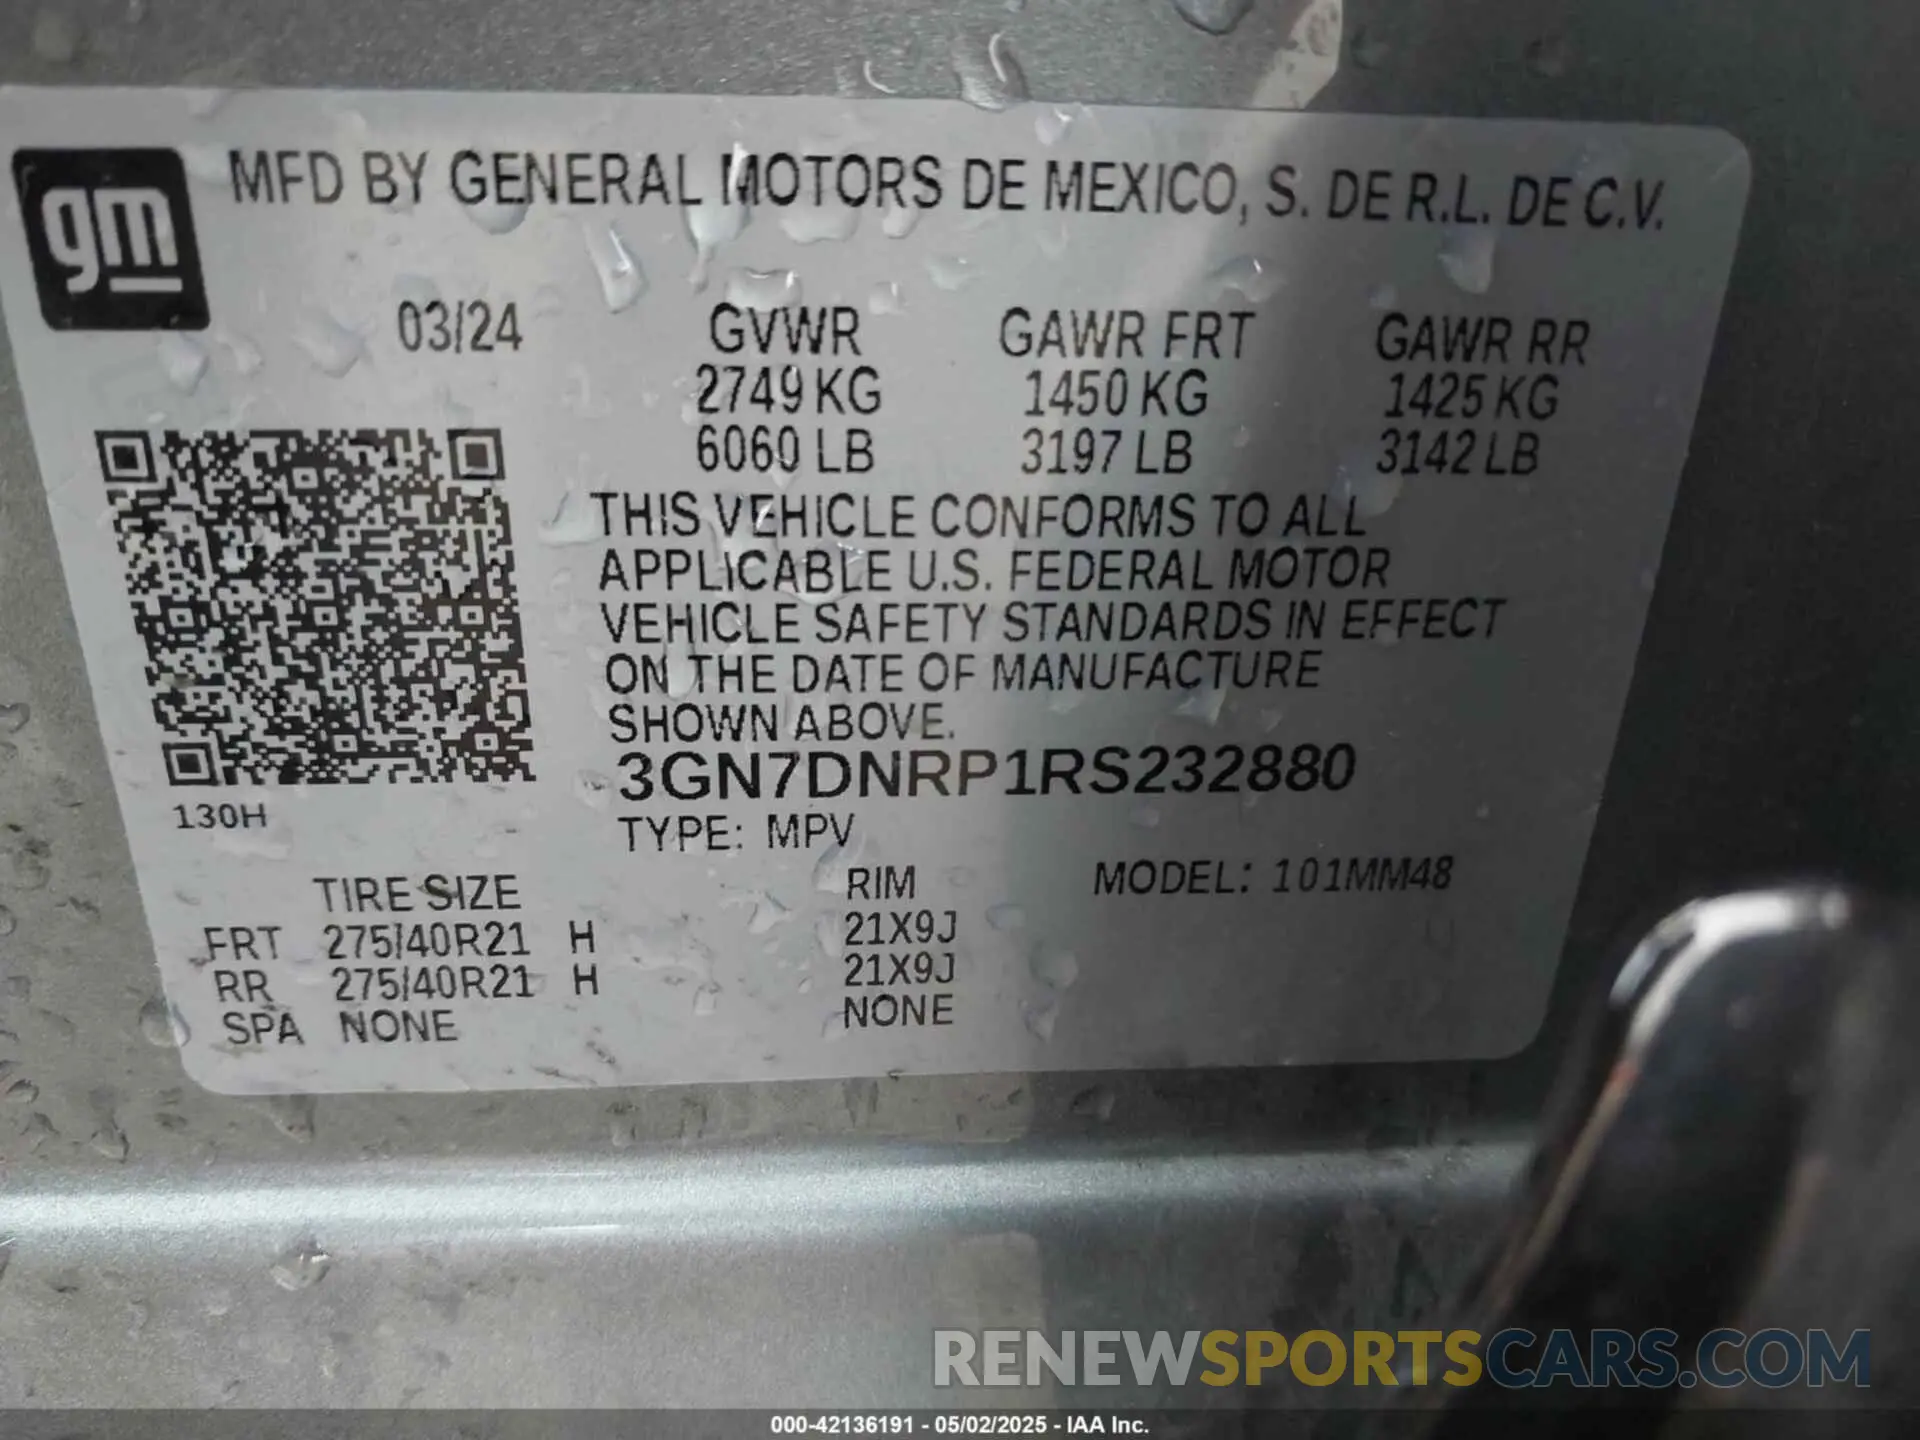 gm
MFD BY GENERAL MOTORS DE MEXICO, S. DE R.L. DE C.V.
03/24 GVWR GAWR FRT GAWR RR
2749 KG 1450 KG 1425 KG
6060 LB 3197 LB 3142 LB
THIS VEHICLE CONFORMS TO ALL
APPLICABLE U.S. FEDERAL MOTOR
VEHICLE SAFETY STANDARDS IN EFFECT
ON THE DATE OF MANUFACTURE
SHOWN ABOVE.
3GN7DNRP1RS232880
130H
TYPE: MPV
TIRE SIZE RIM MODEL: 101MM48
FRT 275/40R21 H 21X9J
RR 275/40R21 H 21X9J
SPA NONE NONE
RENEWSPORTSCARS.COM
000-42136191 - 05/02/2025 - IAA Inc.